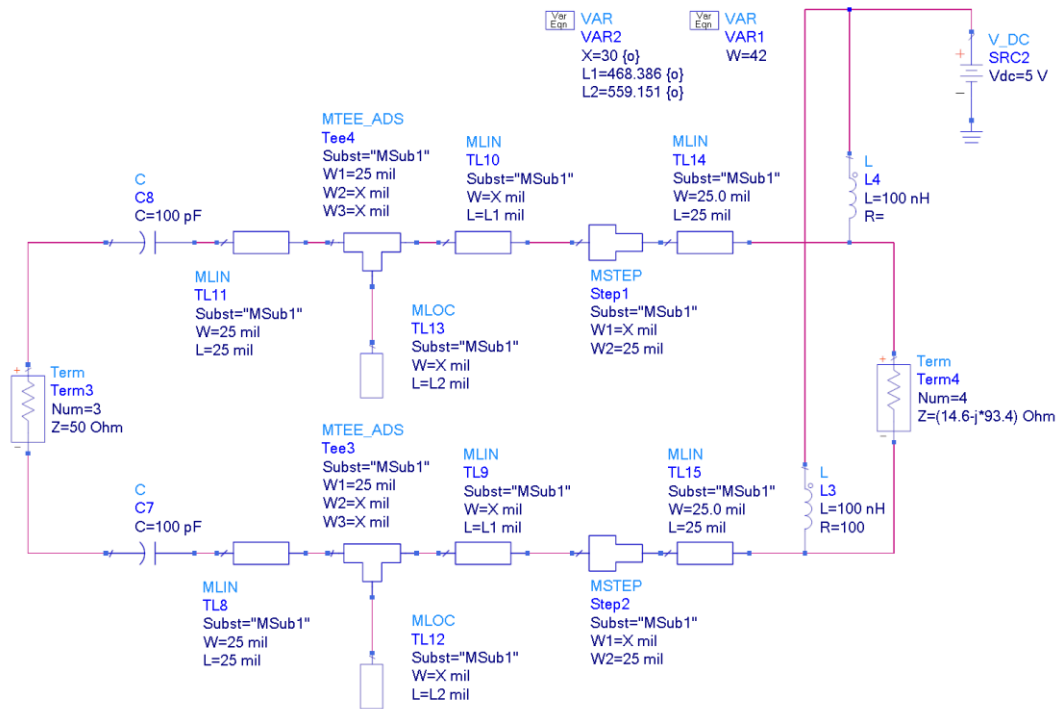 Var
Eqn
VAR
VAR2
X=30 {o}
L1=468.386 {o}
L2=559.151 {o}
Var
Eqn
VAR
VAR1
W=42
V_DC
SRC2
Vdc=5 V
+
−
MTEE_ADS
Tee4
Subst="MSub1"
W1=25 mil
W2=X mil
W3=X mil
MLIN
TL10
Subst="MSub1"
W=X mil
L=L1 mil
MLIN
TL14
Subst="MSub1"
W=25.0 mil
L=25 mil
L
L4
L=100 nH
R=
C
C8
C=100 pF
MLIN
TL11
Subst="MSub1"
W=25 mil
L=25 mil
MLOC
TL13
Subst="MSub1"
W=X mil
L=L2 mil
MSTEP
Step1
Subst="MSub1"
W1=X mil
W2=25 mil
+
Term
Term3
Num=3
Z=50 Ohm
−
+
Term
Term4
Num=4
Z=(14.6-j*93.4) Ohm
−
MTEE_ADS
Tee3
Subst="MSub1"
W1=25 mil
W2=X mil
W3=X mil
MLIN
TL9
Subst="MSub1"
W=X mil
L=L1 mil
MLIN
TL15
Subst="MSub1"
W=25.0 mil
L=25 mil
L
L3
L=100 nH
R=100
C
C7
C=100 pF
MLIN
TL8
Subst="MSub1"
W=25 mil
L=25 mil
MLOC
TL12
Subst="MSub1"
W=X mil
L=L2 mil
MSTEP
Step2
Subst="MSub1"
W1=X mil
W2=25 mil